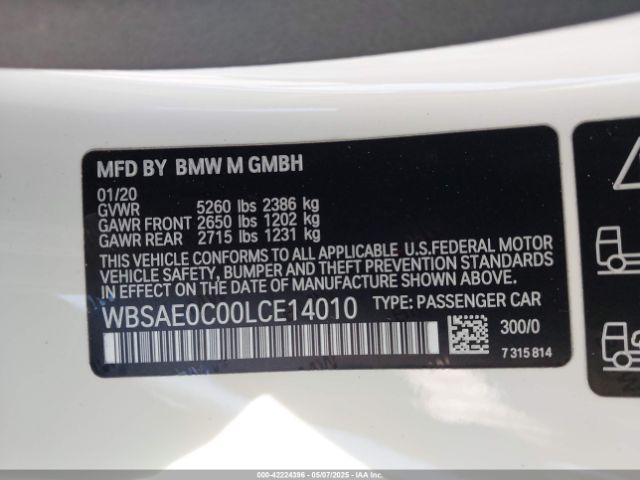 MFD BY BMW M GMBH
01/20
GVWR 5260 lbs 2386 kg
GAWR FRONT 2650 lbs 1202 kg
GAWR REAR 2715 lbs 1231 kg
THIS VEHICLE CONFORMS TO ALL APPLICABLE U.S.FEDERAL MOTOR
VEHICLE SAFETY, BUMPER, AND THEFT PREVENTION STANDARDS
IN EFFECT ON THE DATE OF MANUFACTURE SHOWN ABOVE.
WBSAE0C00LCE14010 TYPE: PASSENGER CAR
300/0
7 315 814
000-42224396 - 05/07/2025 - IAAI.COM